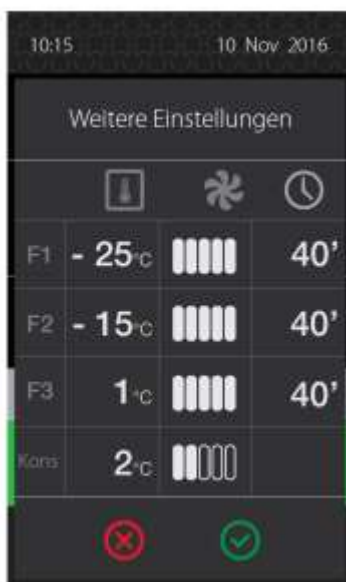 10:15 10 Nov 2016
Weitere Einstellungen
F1 - 25°C 40'
F2 - 15°C 40'
F3 1°C 40'
Kons 2°C